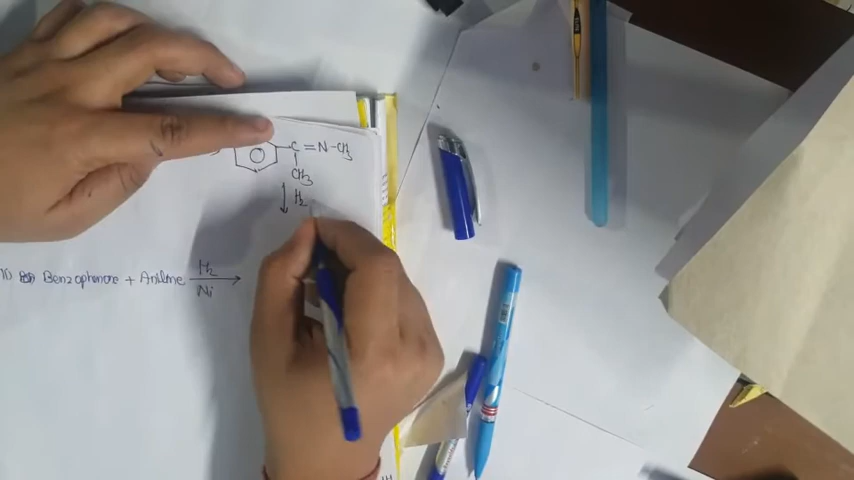 C=N-CH₃
CH₃
↓ H₂
Benzophenone + Aniline H₂/Ni →